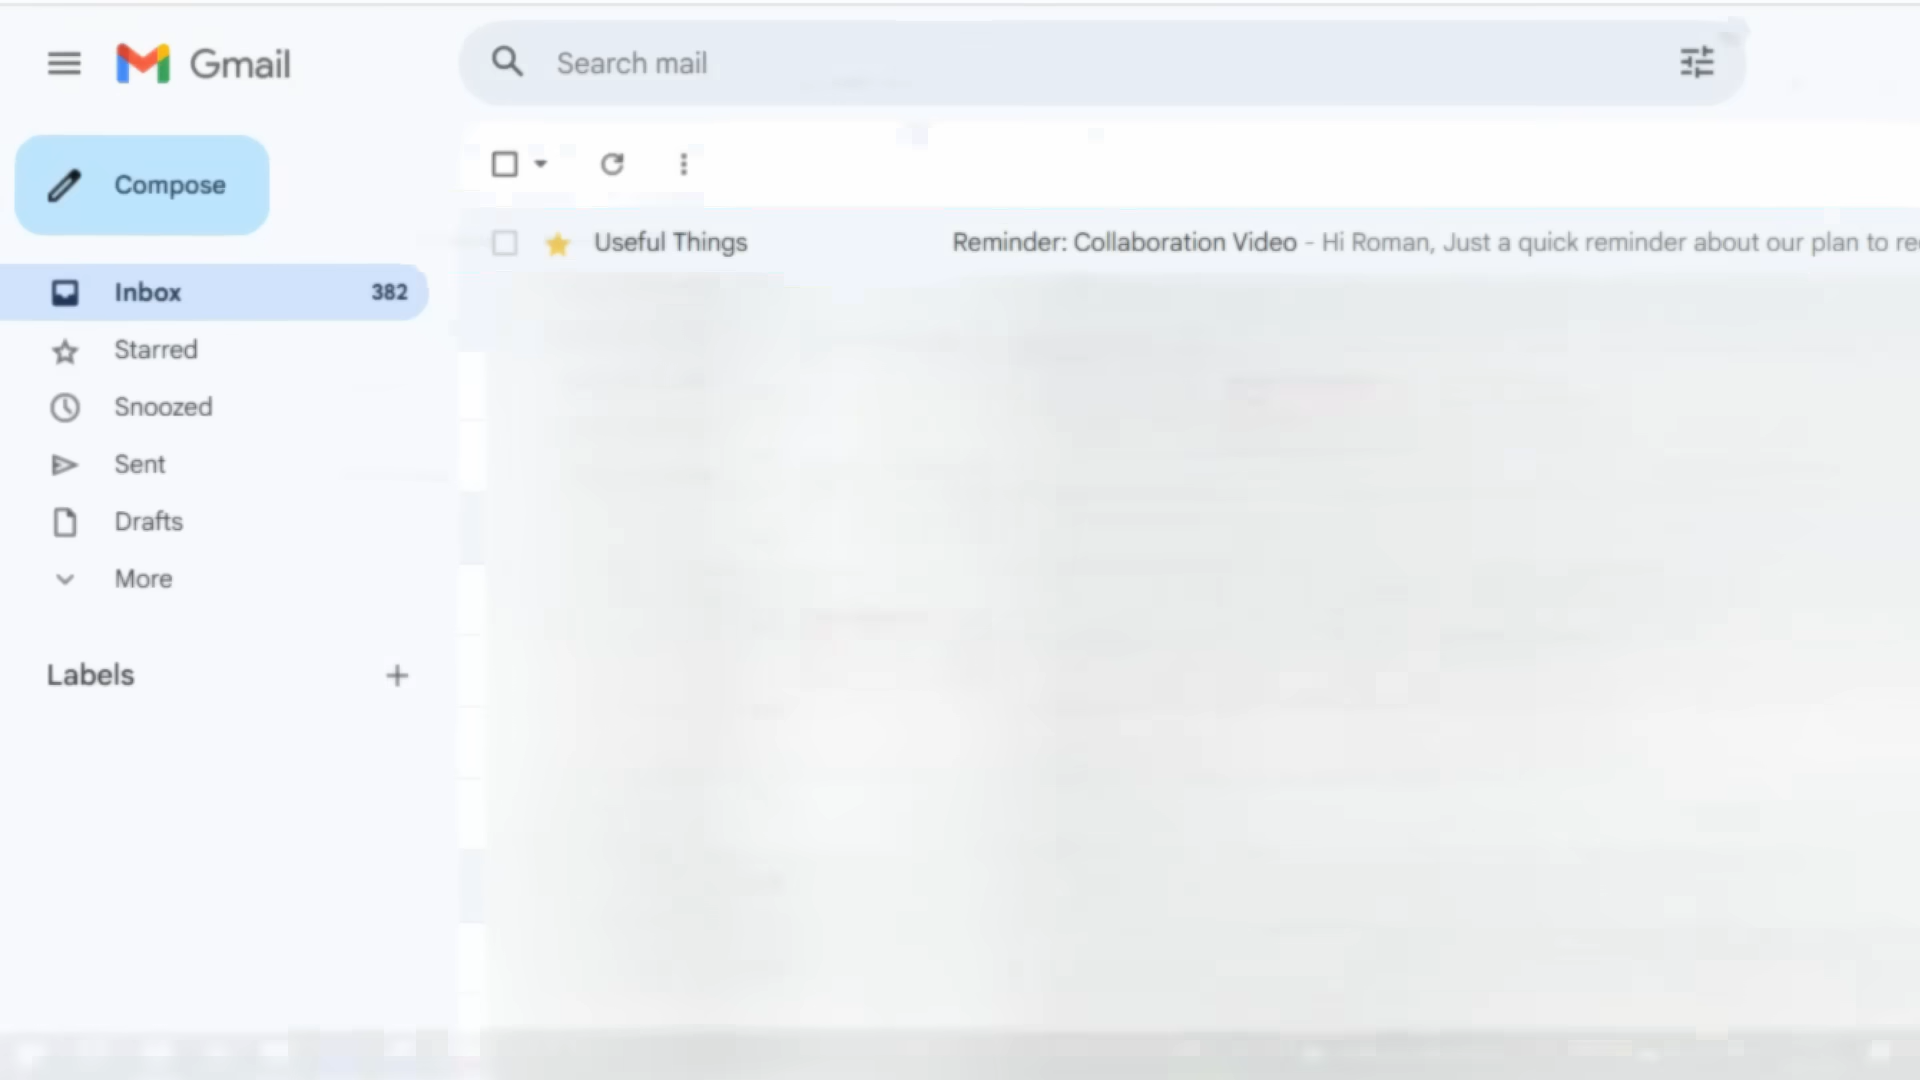 Gmail
Search mail
Compose
Useful Things Reminder: Collaboration Video - Hi Roman, Just a quick reminder about our plan to
Inbox 382
Starred
Snoozed
Sent
Drafts
More
Labels